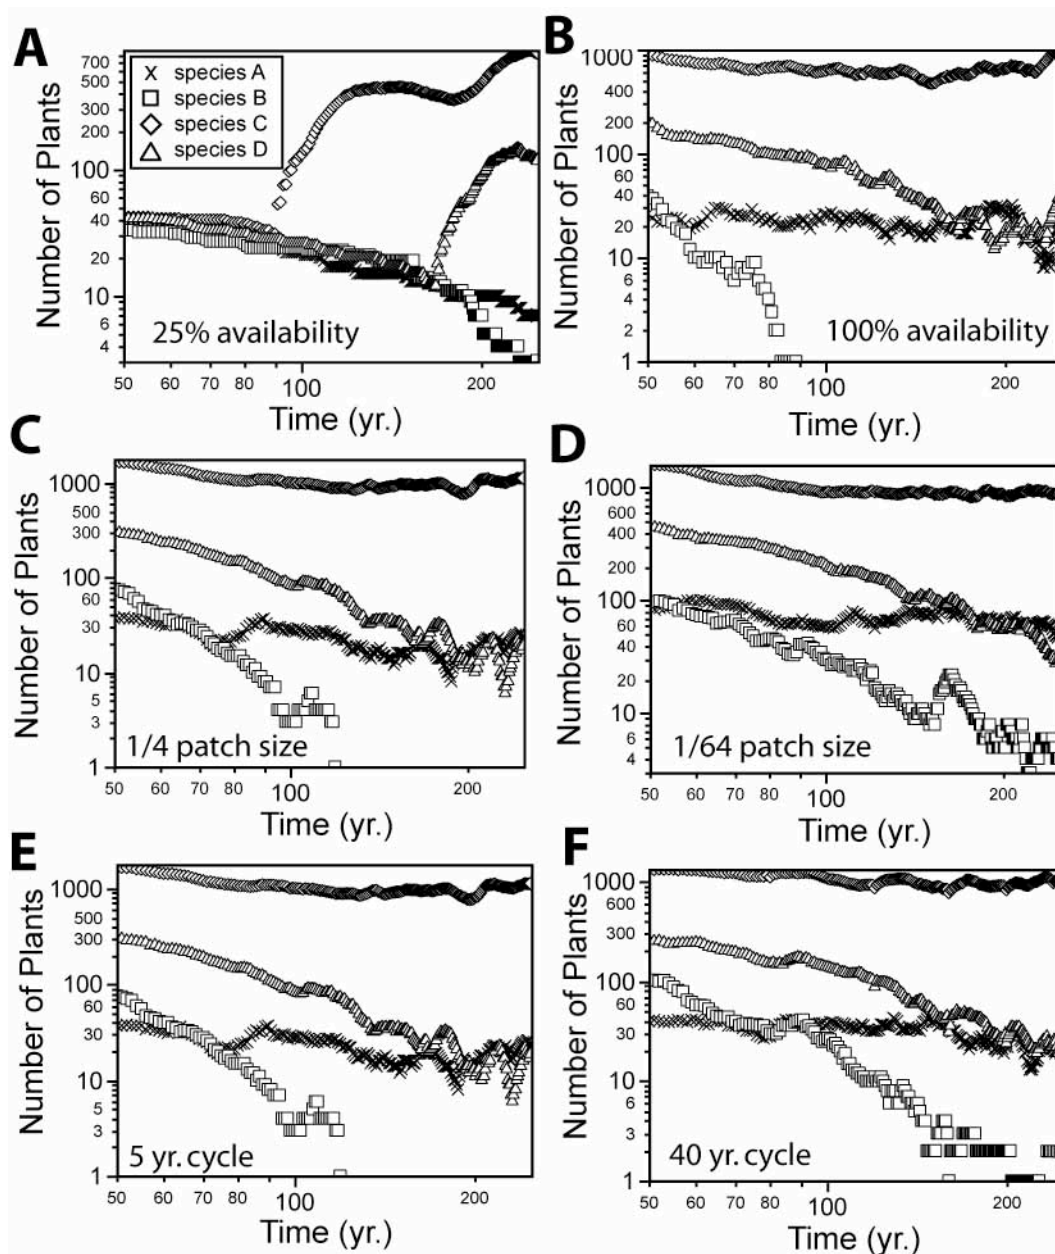 A
B
× species A
□ species B
◇ species C
△ species D
Number of Plants
700
500
300
200
100
60
40
20
10
6
4
25% availability
50 60 70 80 100 200
Time (yr.)
Number of Plants
1000
600
400
200
100
60
40
20
10
6
4
2
1
100% availability
50 60 70 80 100 200
Time (yr.)
C
D
Number of Plants
1000
500
300
100
60
30
10
5
3
1
1/4 patch size
50 60 70 80 100 200
Time (yr.)
Number of Plants
1000
600
400
200
100
60
40
20
10
6
4
1/64 patch size
50 60 70 80 100 200
Time (yr.)
E
F
Number of Plants
1000
500
300
100
60
30
10
5
3
1
5 yr. cycle
50 60 70 80 100 200
Time (yr.)
Number of Plants
1000
600
300
100
60
30
10
5
3
1
40 yr. cycle
50 60 70 80 100 200
Time (yr.)